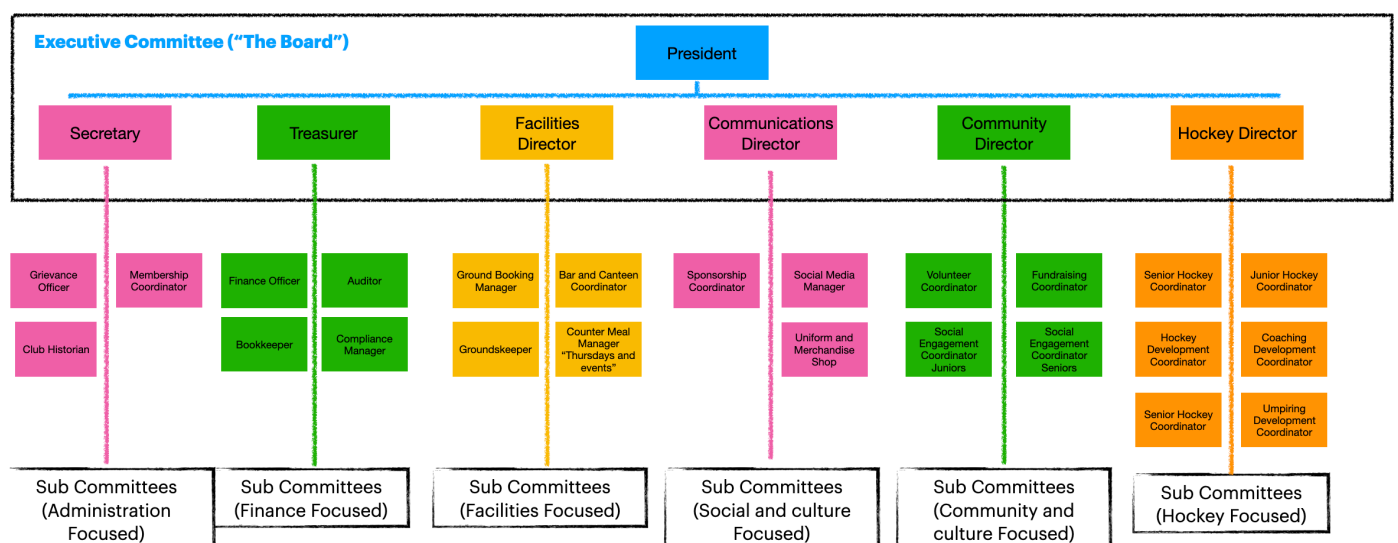 Executive Committee (“The Board”)
President
Secretary
Treasurer
Facilities
Director
Communications
Director
Community
Director
Hockey Director
Grievance
Officer
Membership
Coordinator
Club Historian
Finance Officer
Auditor
Bookkeeper
Compliance
Manager
Ground Booking
Manager
Bar and Canteen
Coordinator
Groundskeeper
Counter Meal
Manager
“Thursdays and
events”
Sponsorship
Coordinator
Social Media
Manager
Uniform and
Merchandise
Shop
Volunteer
Coordinator
Fundraising
Coordinator
Social
Engagement
Coordinator
Juniors
Social
Engagement
Coordinator
Seniors
Senior Hockey
Coordinator
Junior Hockey
Coordinator
Hockey
Development
Coordinator
Coaching
Development
Coordinator
Senior Hockey
Coordinator
Umpiring
Development
Coordinator
Sub Committees
(Administration
Focused)
Sub Committees
(Finance Focused)
Sub Committees
(Facilities Focused)
Sub Committees
(Social and culture
Focused)
Sub Committees
(Community and
culture Focused)
Sub Committees
(Hockey Focused)